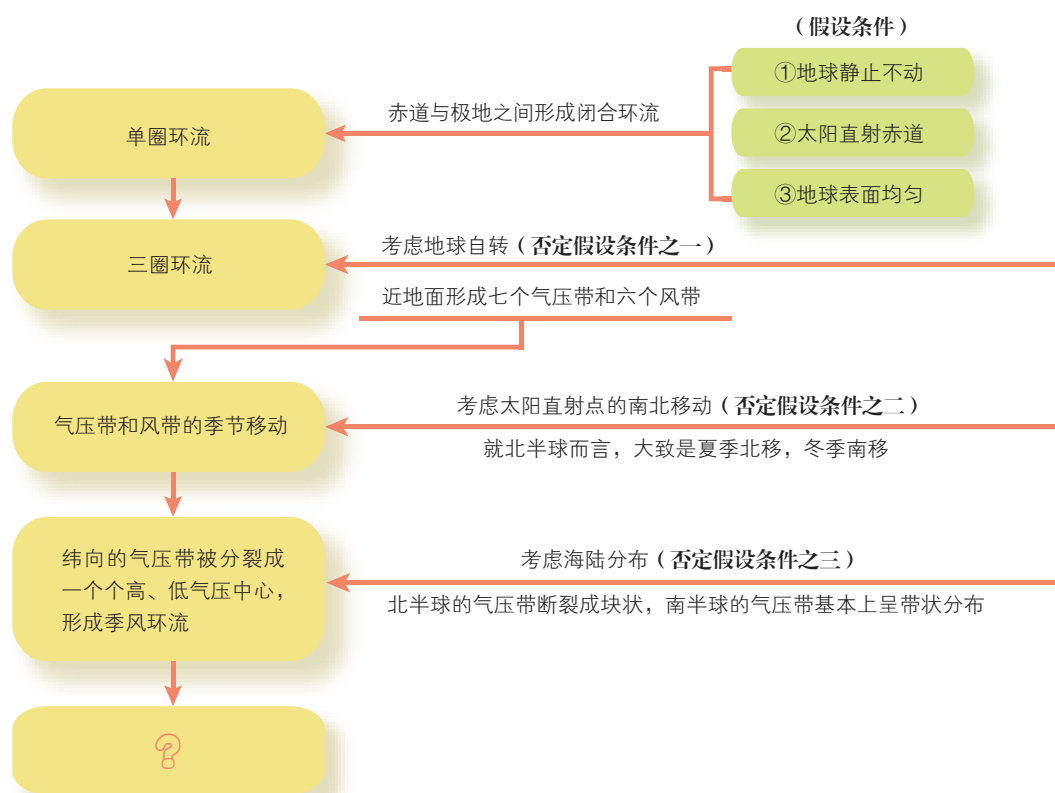 （假设条件）
①地球静止不动
赤道与极地之间形成闭合环流
单圈环流
②太阳直射赤道
③地球表面均匀
考虑地球自转（否定假设条件之一）
三圈环流
近地面形成七个气压带和六个风带
考虑太阳直射点的南北移动（否定假设条件之二）
气压带和风带的季节移动
就北半球而言，大致是夏季北移，冬季南移
纬向的气压带被分裂成
一个个高、低气压中心，
形成季风环流
考虑海陆分布（否定假设条件之三）
北半球的气压带断裂成块状，南半球的气压带基本上呈带状分布
?